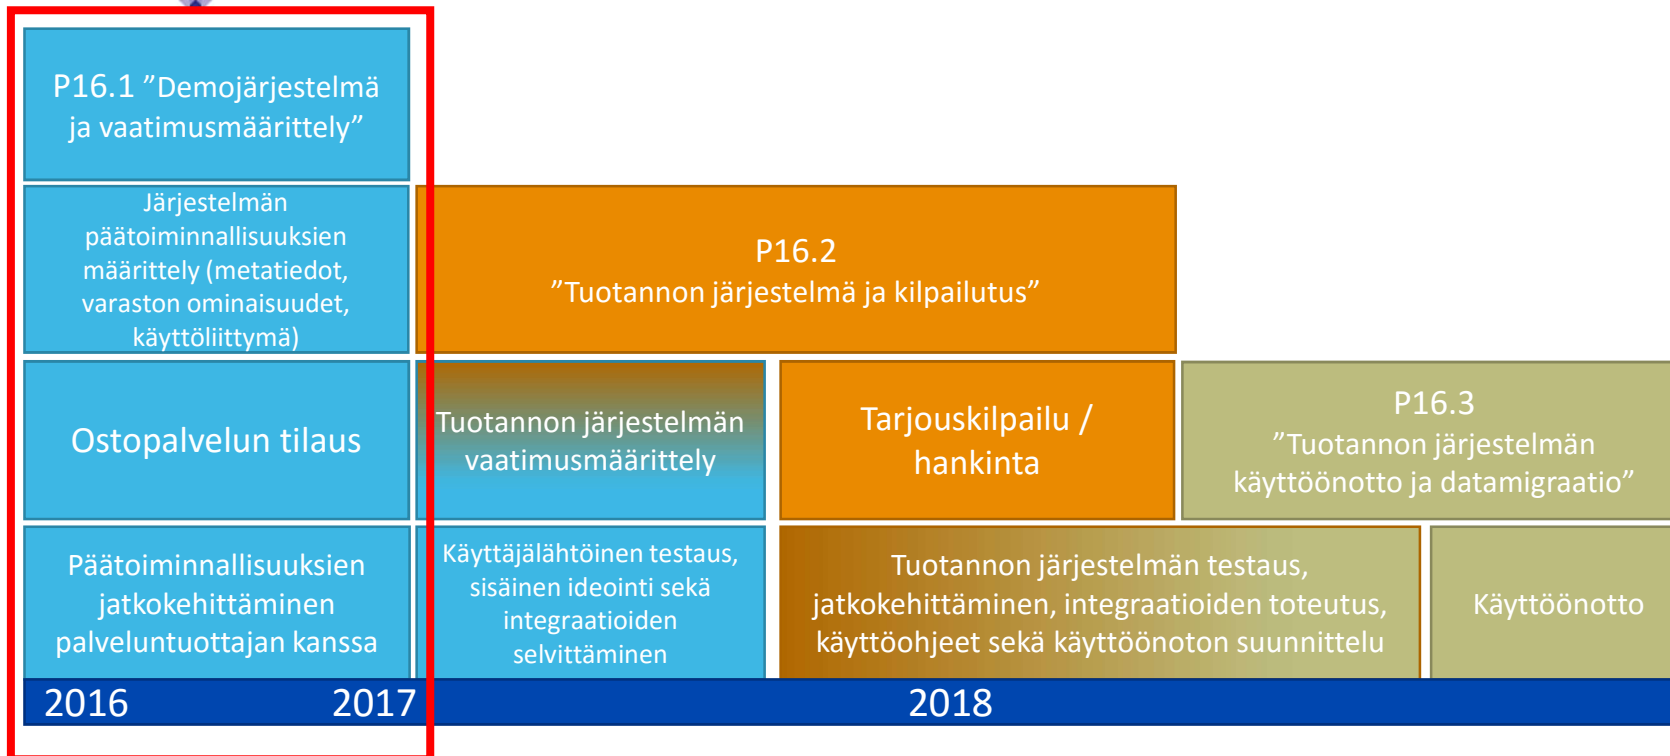 P16.1 ”Demojärjestelmä
ja vaatimusmäärittely”
Järjestelmän
päätoiminnallisuuksien
määrittely (metatiedot,
varaston ominaisuudet,
käyttöliittymä)
P16.2
”Tuotannon järjestelmä ja kilpailutus”
Ostopalvelun tilaus
Tuotannon järjestelmän
vaatimusmäärittely
Tarjouskilpailu /
hankinta
P16.3
”Tuotannon järjestelmän
käyttöönotto ja datamigraatio”
Päätoiminnallisuuksien
jatkokehittäminen
palveluntuottajan kanssa
Käyttäjälähtöinen testaus,
sisäinen ideointi sekä
integraatioiden
selvittäminen
Tuotannon järjestelmän testaus,
jatkokehittäminen, integraatioiden toteutus,
käyttöohjeet sekä käyttöönoton suunnittelu
Käyttöönotto
2016 2017 2018